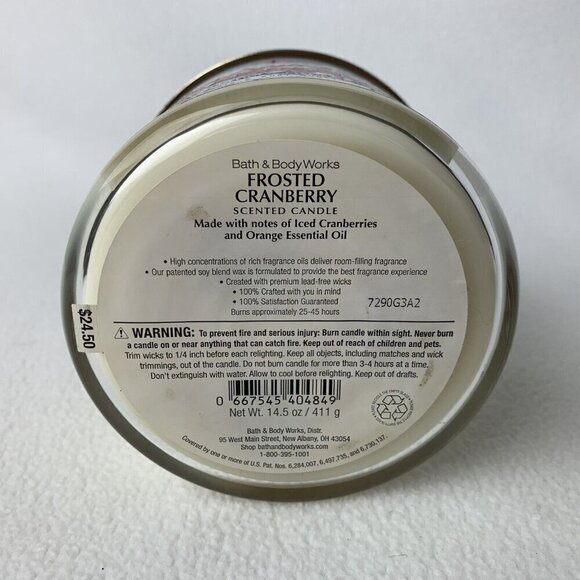 Bath & Body Works
FROSTED
CRANBERRY
SCENTED CANDLE
Made with notes of Iced Cranberries
and Orange Essential Oil
• High concentrations of rich fragrance oils deliver room-filling fragrance
• Our patented soy blend wax is formulated to provide the best fragrance experience
• Created with premium lead-free wicks
• 100% Crafted with you in mind
• 100% Satisfaction Guaranteed
Burns approximately 25-45 hours
7290G3A2
$24.50
WARNING: To prevent fire and serious injury: Burn candle within sight. Never burn
a candle on or near anything that can catch fire. Keep out of reach of children and pets.
Trim wicks to 1/4 inch before each relighting. Keep all objects, including matches and wick
trimmings, out of the candle. Do not burn candle for more than 3-4 hours at a time.
Don't extinguish with water. Allow to cool before relighting. Keep out of drafts.
0 667545 404849
Net Wt. 14.5 oz / 411 g
Bath & Body Works, Distr.
95 West Main Street, New Albany, OH 43054
Shop bathandbodyworks.com
1-800-395-1001
Covered by one or more of U.S. Pat. Nos. 6,284,007, 6,497,735, and 6,730,137.